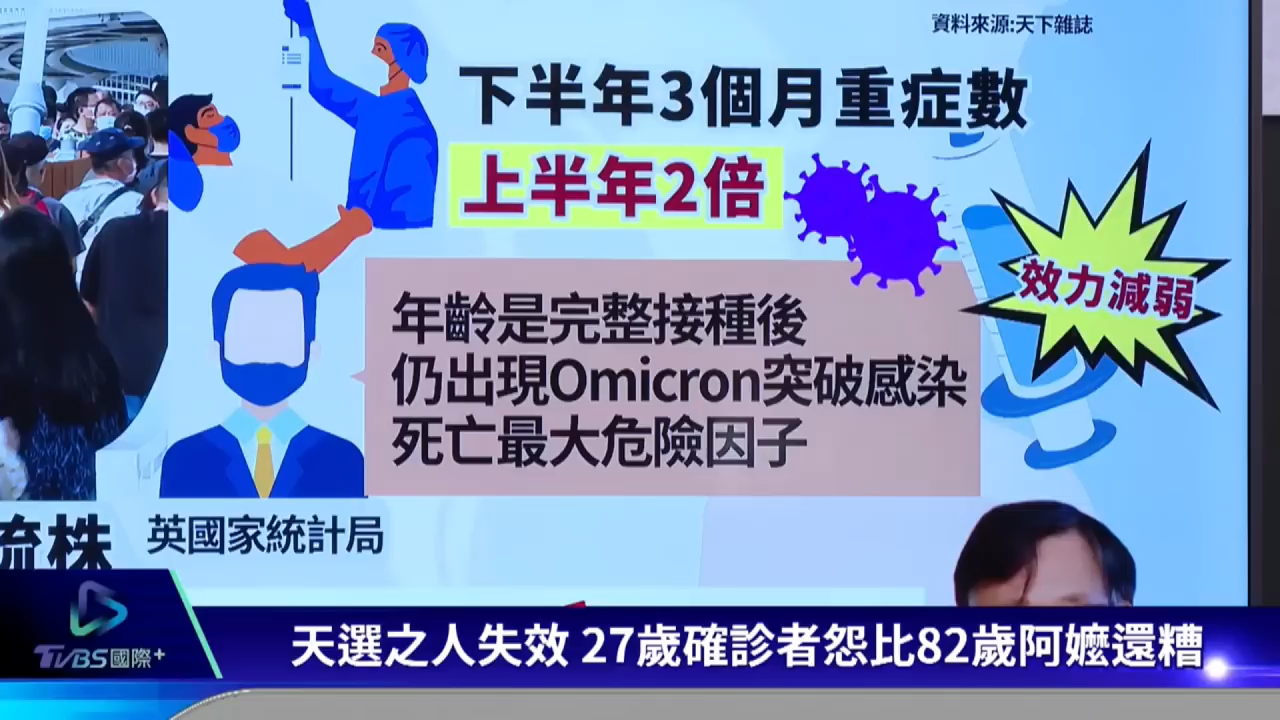 資料來源:天下雜誌
下半年3個月重症數
上半年2倍
效力減弱
年齡是完整接種後
仍出現Omicron突破感染
死亡最大危險因子
流株
英國家統計局
TVBS國際+
天選之人失效 27歲確診者怨比82歲阿嬤還糟